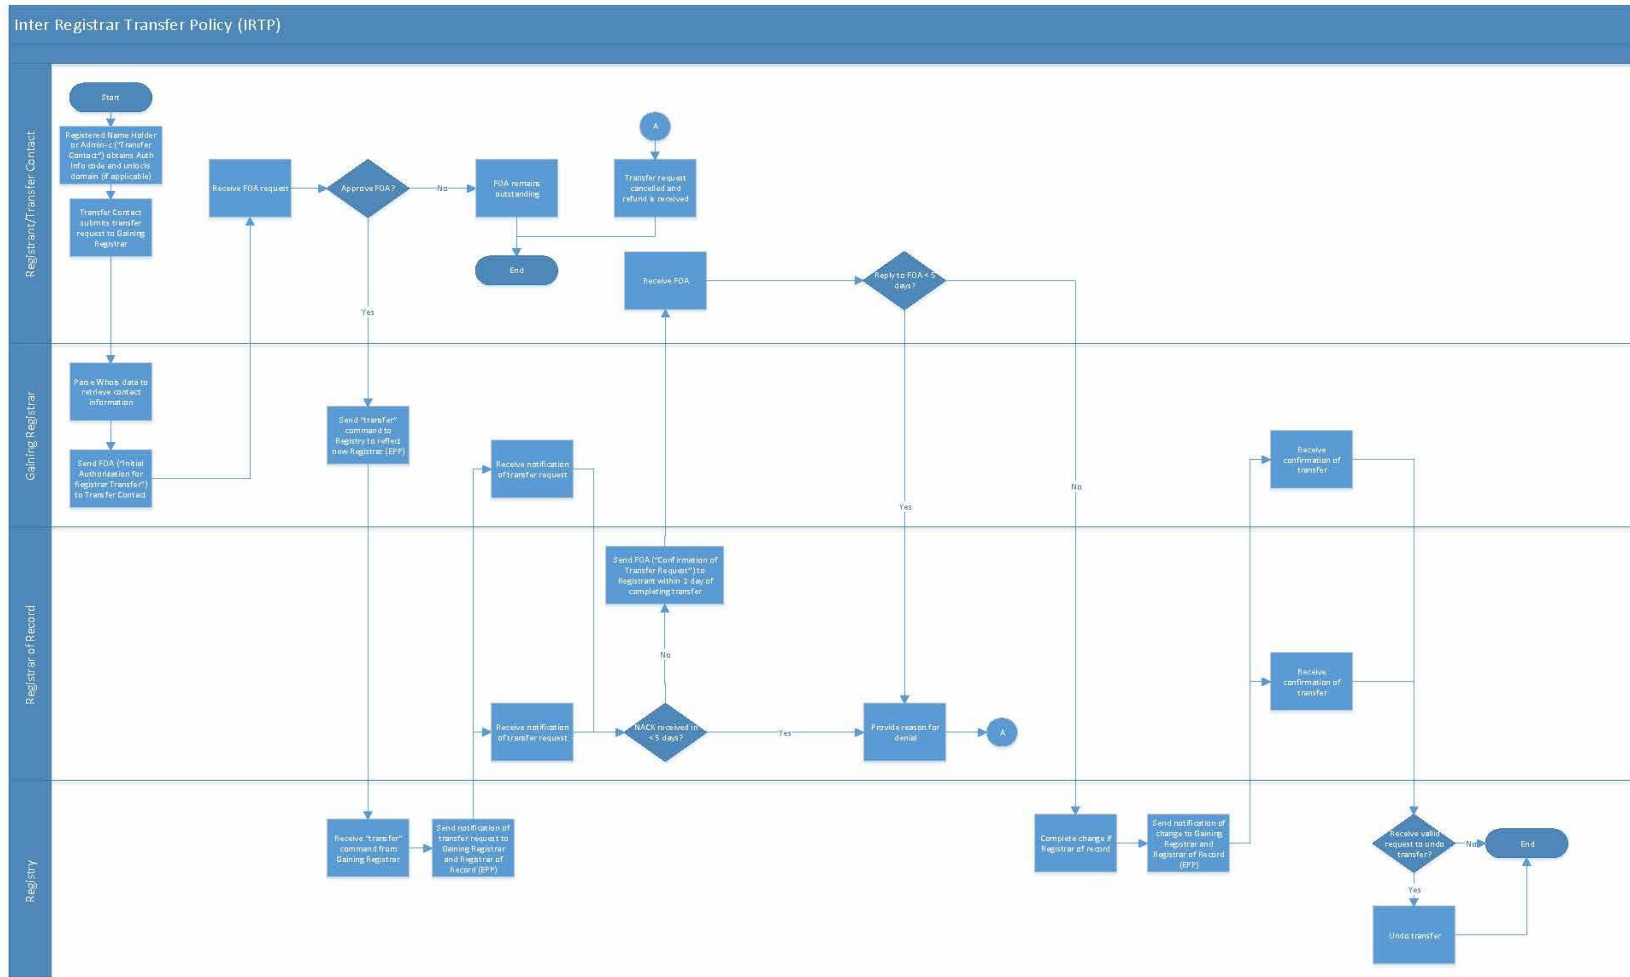 Inter Registrar Transfer Policy (IRTP)
Registrant/Transfer Contact
Start
Registered Name Holder
or Admin-c ("Transfer
Contact") obtains Auth
Info code and unlocks
domain (if applicable)
Transfer Contact
submits transfer
request to Gaining
Registrar
Receive FOA request
Approve FOA?
No
FOA remains
outstanding
End
A
Transfer request
cancelled and
refund is received
Receive FOA
Reply to FOA < 5
days?
Yes
Gaining Registrar
Parse Whois data to
retrieve contact
information
Send FOA ("Initial
Authorization for
Registrar Transfer")
to Transfer Contact
Send "transfer"
command to
Registry to reflect
new Registrar (EPP)
Receive notification
of transfer request
Yes
No
Receive
confirmation of
transfer
Registrar of Record
Send FOA ("Confirmation of
Transfer Request") to
Registrant within 1 day of
completing transfer
No
Receive notification
of transfer request
NACK received in
< 5 days?
Yes
Provide reason for
denial
A
Receive
confirmation of
transfer
Registry
Receive "transfer"
command from
Gaining Registrar
Send notification of
transfer request to
Gaining Registrar
and Registrar of
Record (EPP)
Complete change if
Registrar of record
Send notification of
change to Gaining
Registrar and
Registrar of Record
(EPP)
Receive valid
request to undo
transfer?
No
End
Yes
Undo transfer